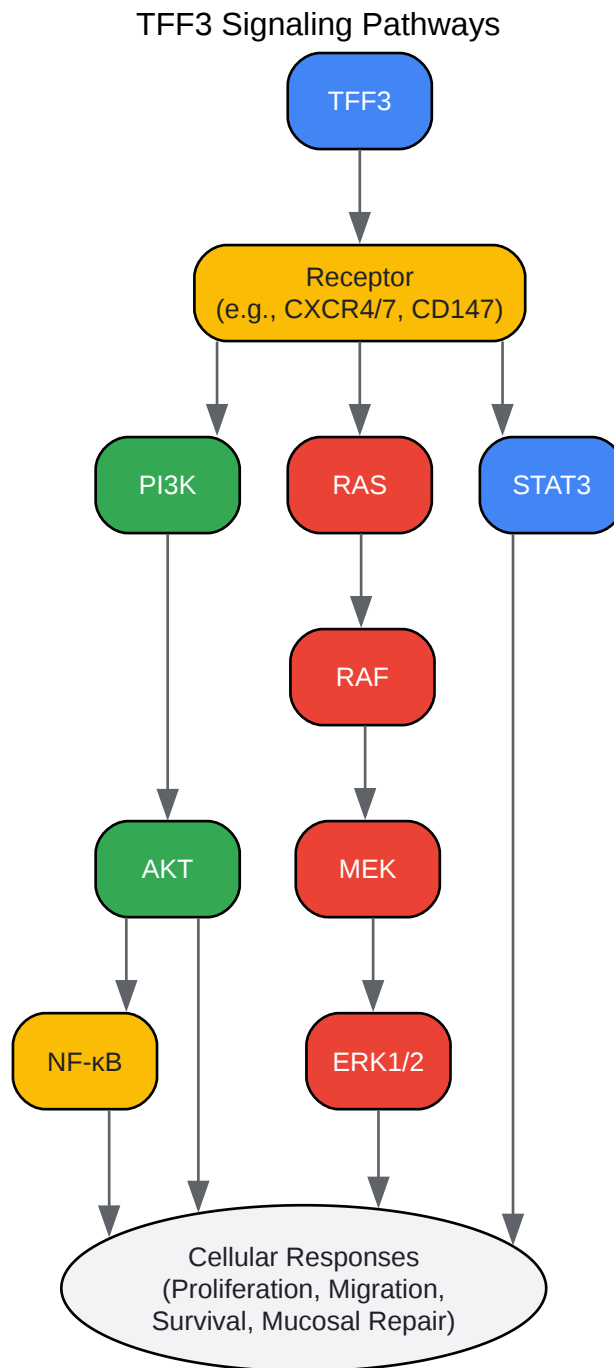 TFF3 Signaling Pathways
TFF3
Receptor
(e.g., CXCR4/7, CD147)
PI3K
RAS
STAT3
RAF
AKT
MEK
NF-κB
ERK1/2
Cellular Responses
(Proliferation, Migration,
Survival, Mucosal Repair)